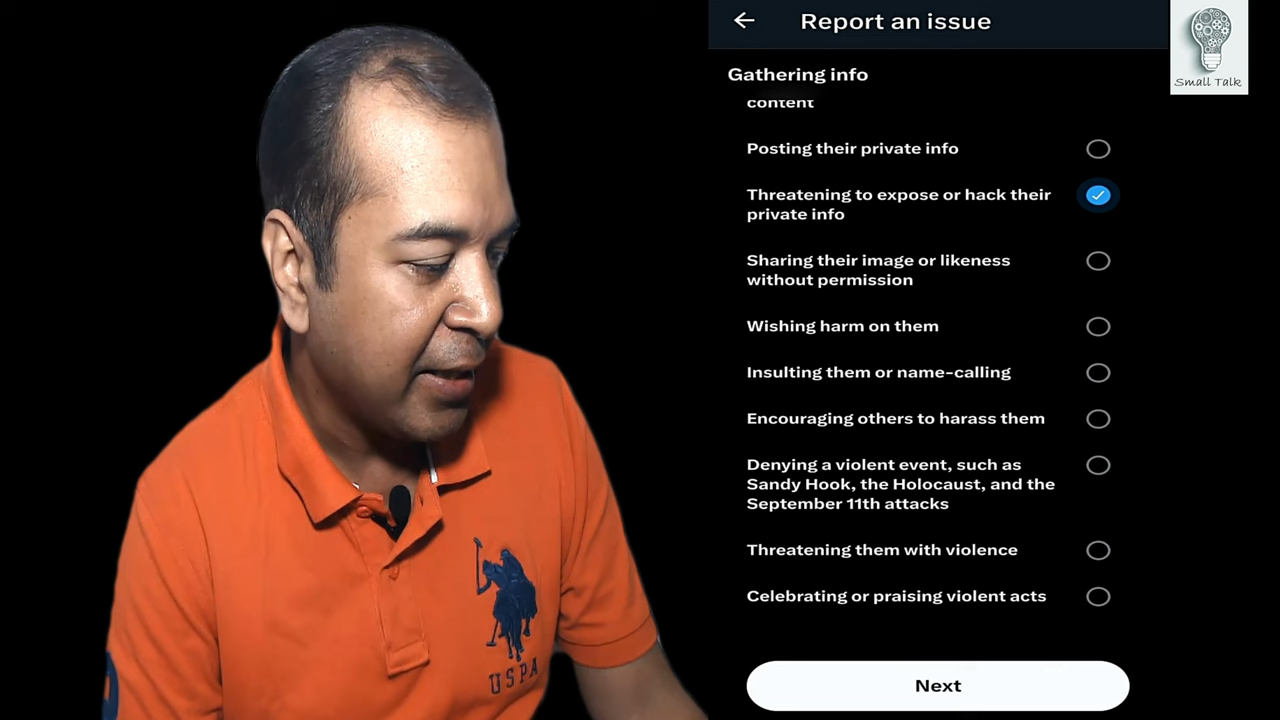 Report an issue
Small Talk
Gathering info
content
Posting their private info
Threatening to expose or hack their
private info
Sharing their image or likeness
without permission
Wishing harm on them
Insulting them or name-calling
Encouraging others to harass them
Denying a violent event, such as
Sandy Hook, the Holocaust, and the
September 11th attacks
Threatening them with violence
Celebrating or praising violent acts
Next
USPA